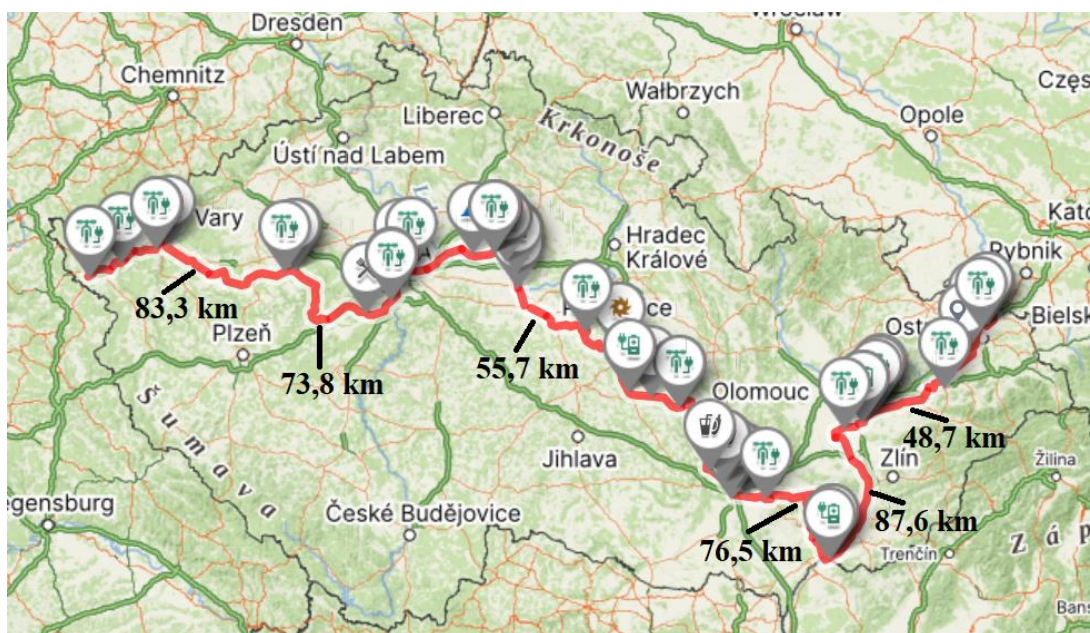 Dresden
Wrocław
Chemnitz
Częs
Liberec
Wałbrzych
Opole
Krkonoše
Ústí nad Labem
Vary
Kato
Hradec
Králové
Rybnik
83,3 km
Ost
Bielsk
Plzeň
73,8 km
55,7 km
Olomouc
Šumava
48,7 km
Jihlava
Zlín
Žilina
egensburg
České Budějovice
87,6 km
76,5 km
Trenčín
Záp
Bans